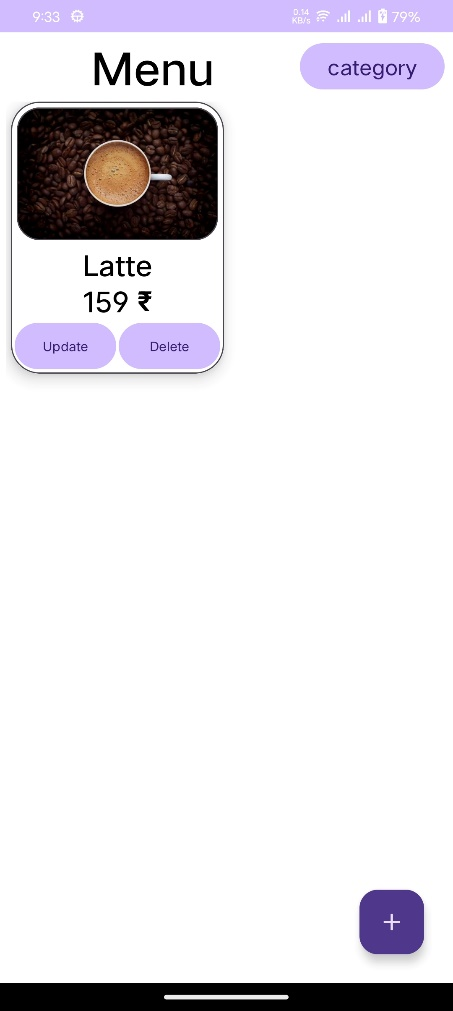 9:33
0.14
KB/s
79%
Menu
category
Latte
159 ₹
Update
Delete
+